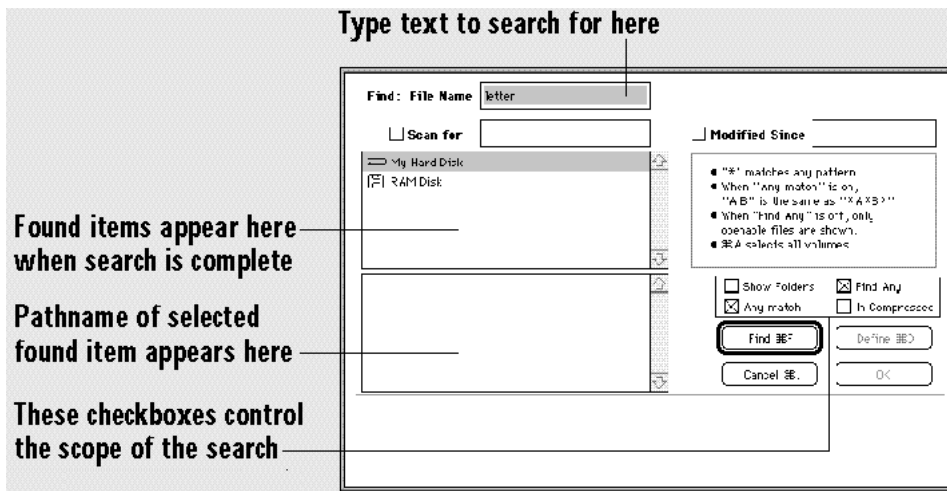 Type text to search for here
Find: File Name letter
Scan for
Modified Since
My Hard Disk
RAM Disk
"*" matches any pattern
When "Any match" is on,
"A B" is the same as "*A*B*"
When "Find Any" is off, only
openable files are shown.
⌘A selects all volumes
Found items appear here
when search is complete
Pathname of selected
found item appears here
These checkboxes control
the scope of the search
Show Folders
Find Any
Any match
In Compressed
Find ⌘F
Define ⌘D
Cancel ⌘.
OK